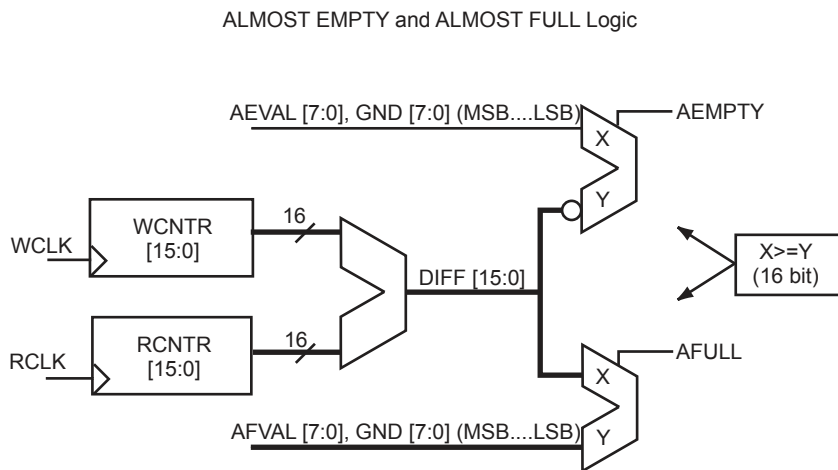 ALMOST EMPTY and ALMOST FULL Logic
AEVAL [7:0], GND [7:0] (MSB....LSB)
AEMPTY
X
Y
WCLK
WCNTR
[15:0]
16
DIFF [15:0]
X>=Y
(16 bit)
RCLK
RCNTR
[15:0]
16
AFULL
X
AFVAL [7:0], GND [7:0] (MSB....LSB)
Y